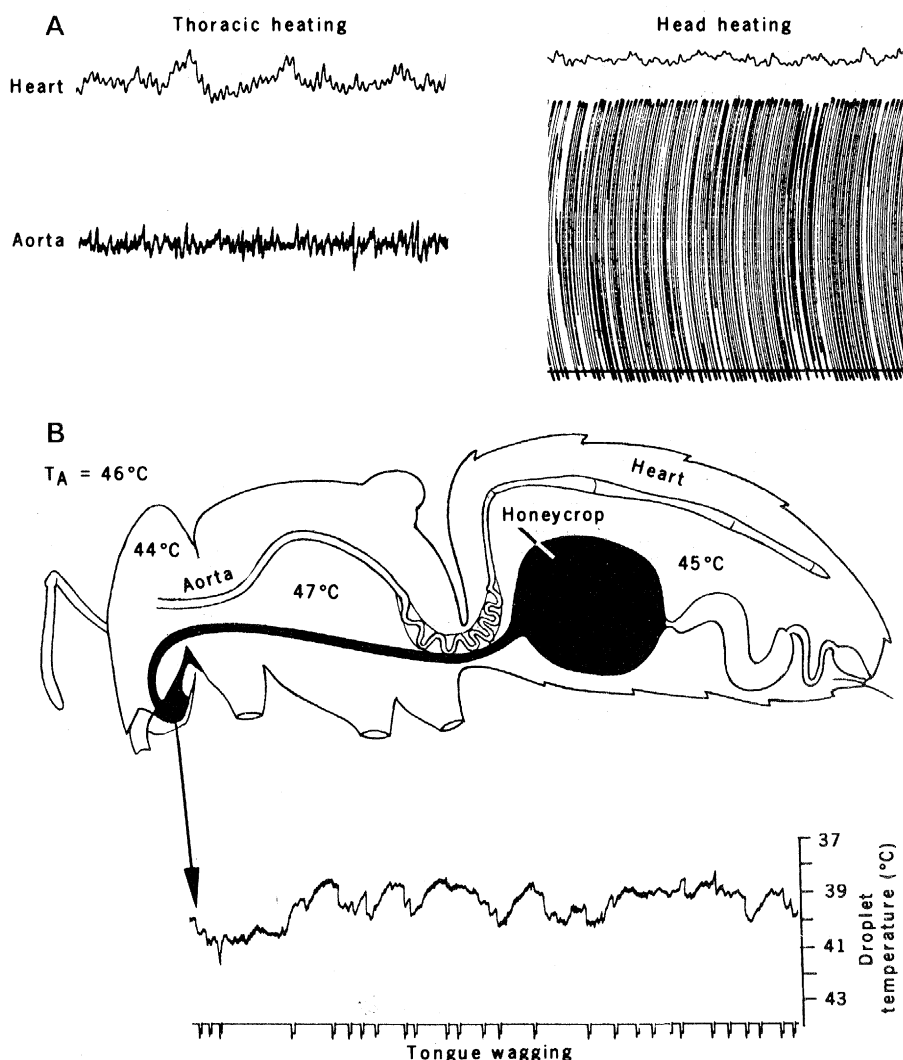 A
Thoracic heating
Head heating
Heart
Aorta
B
TA = 46°C
Heart
Honeycrop
44°C
Aorta
47°C
45°C
37
39
41
43
Droplet
temperature (°C)
Tongue wagging